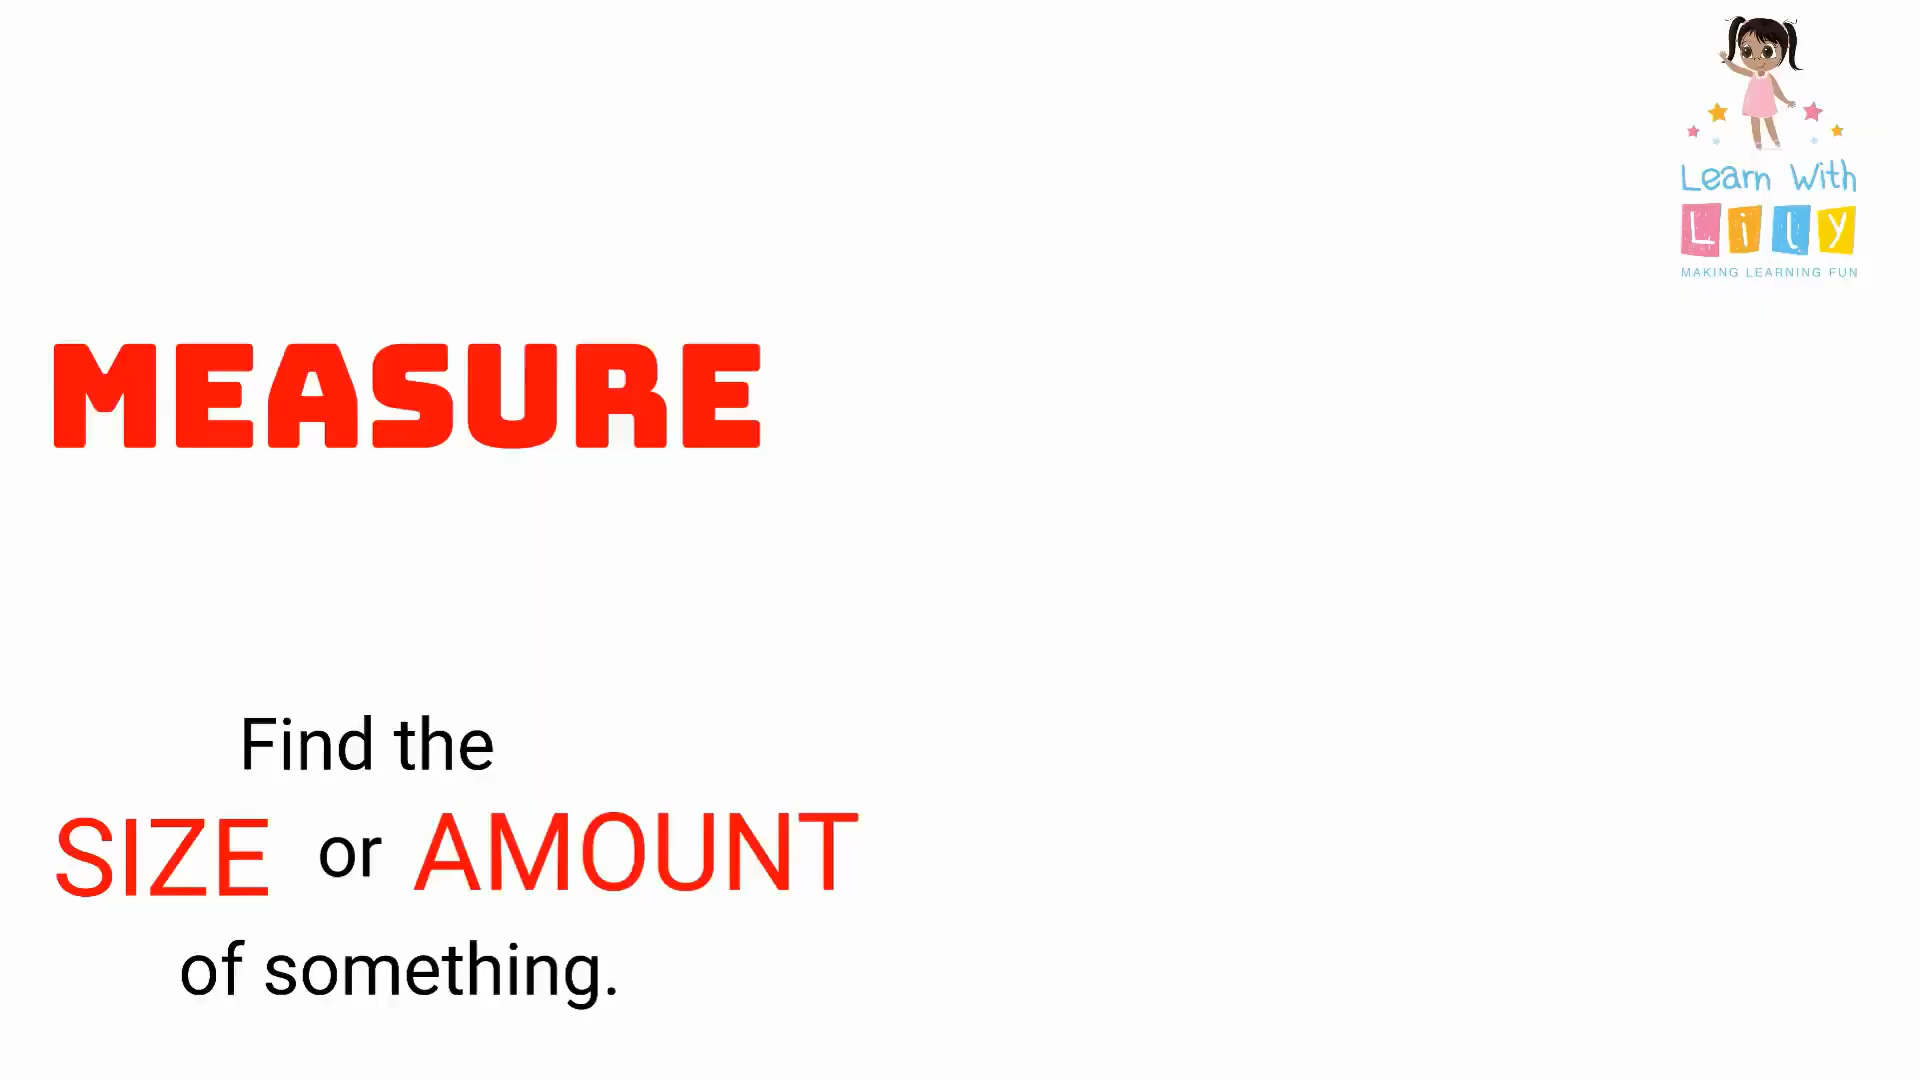 Learn With
Lily
MAKING LEARNING FUN
MEASURE
Find the
SIZE or AMOUNT
of something.